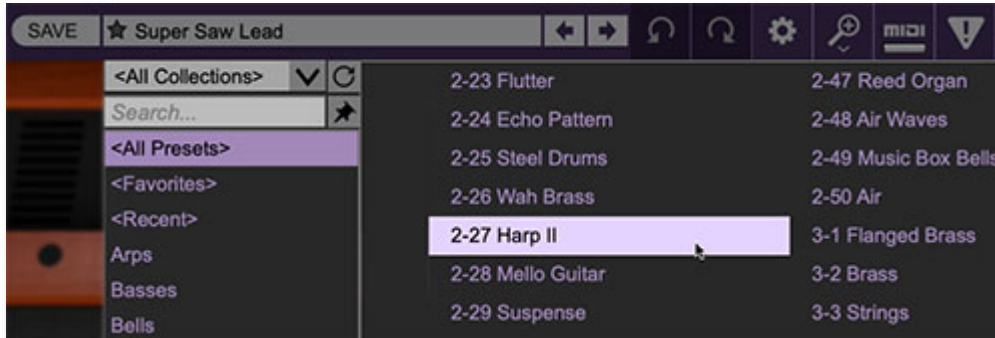 SAVE
Super Saw Lead
MIDI
<All Collections>
Search...
<All Presets>
<Favorites>
<Recent>
Arps
Basses
Bells
2-23 Flutter
2-24 Echo Pattern
2-25 Steel Drums
2-26 Wah Brass
2-27 Harp II
2-28 Mello Guitar
2-29 Suspense
2-47 Reed Organ
2-48 Air Waves
2-49 Music Box Bells
2-50 Air
3-1 Flanged Brass
3-2 Brass
3-3 Strings